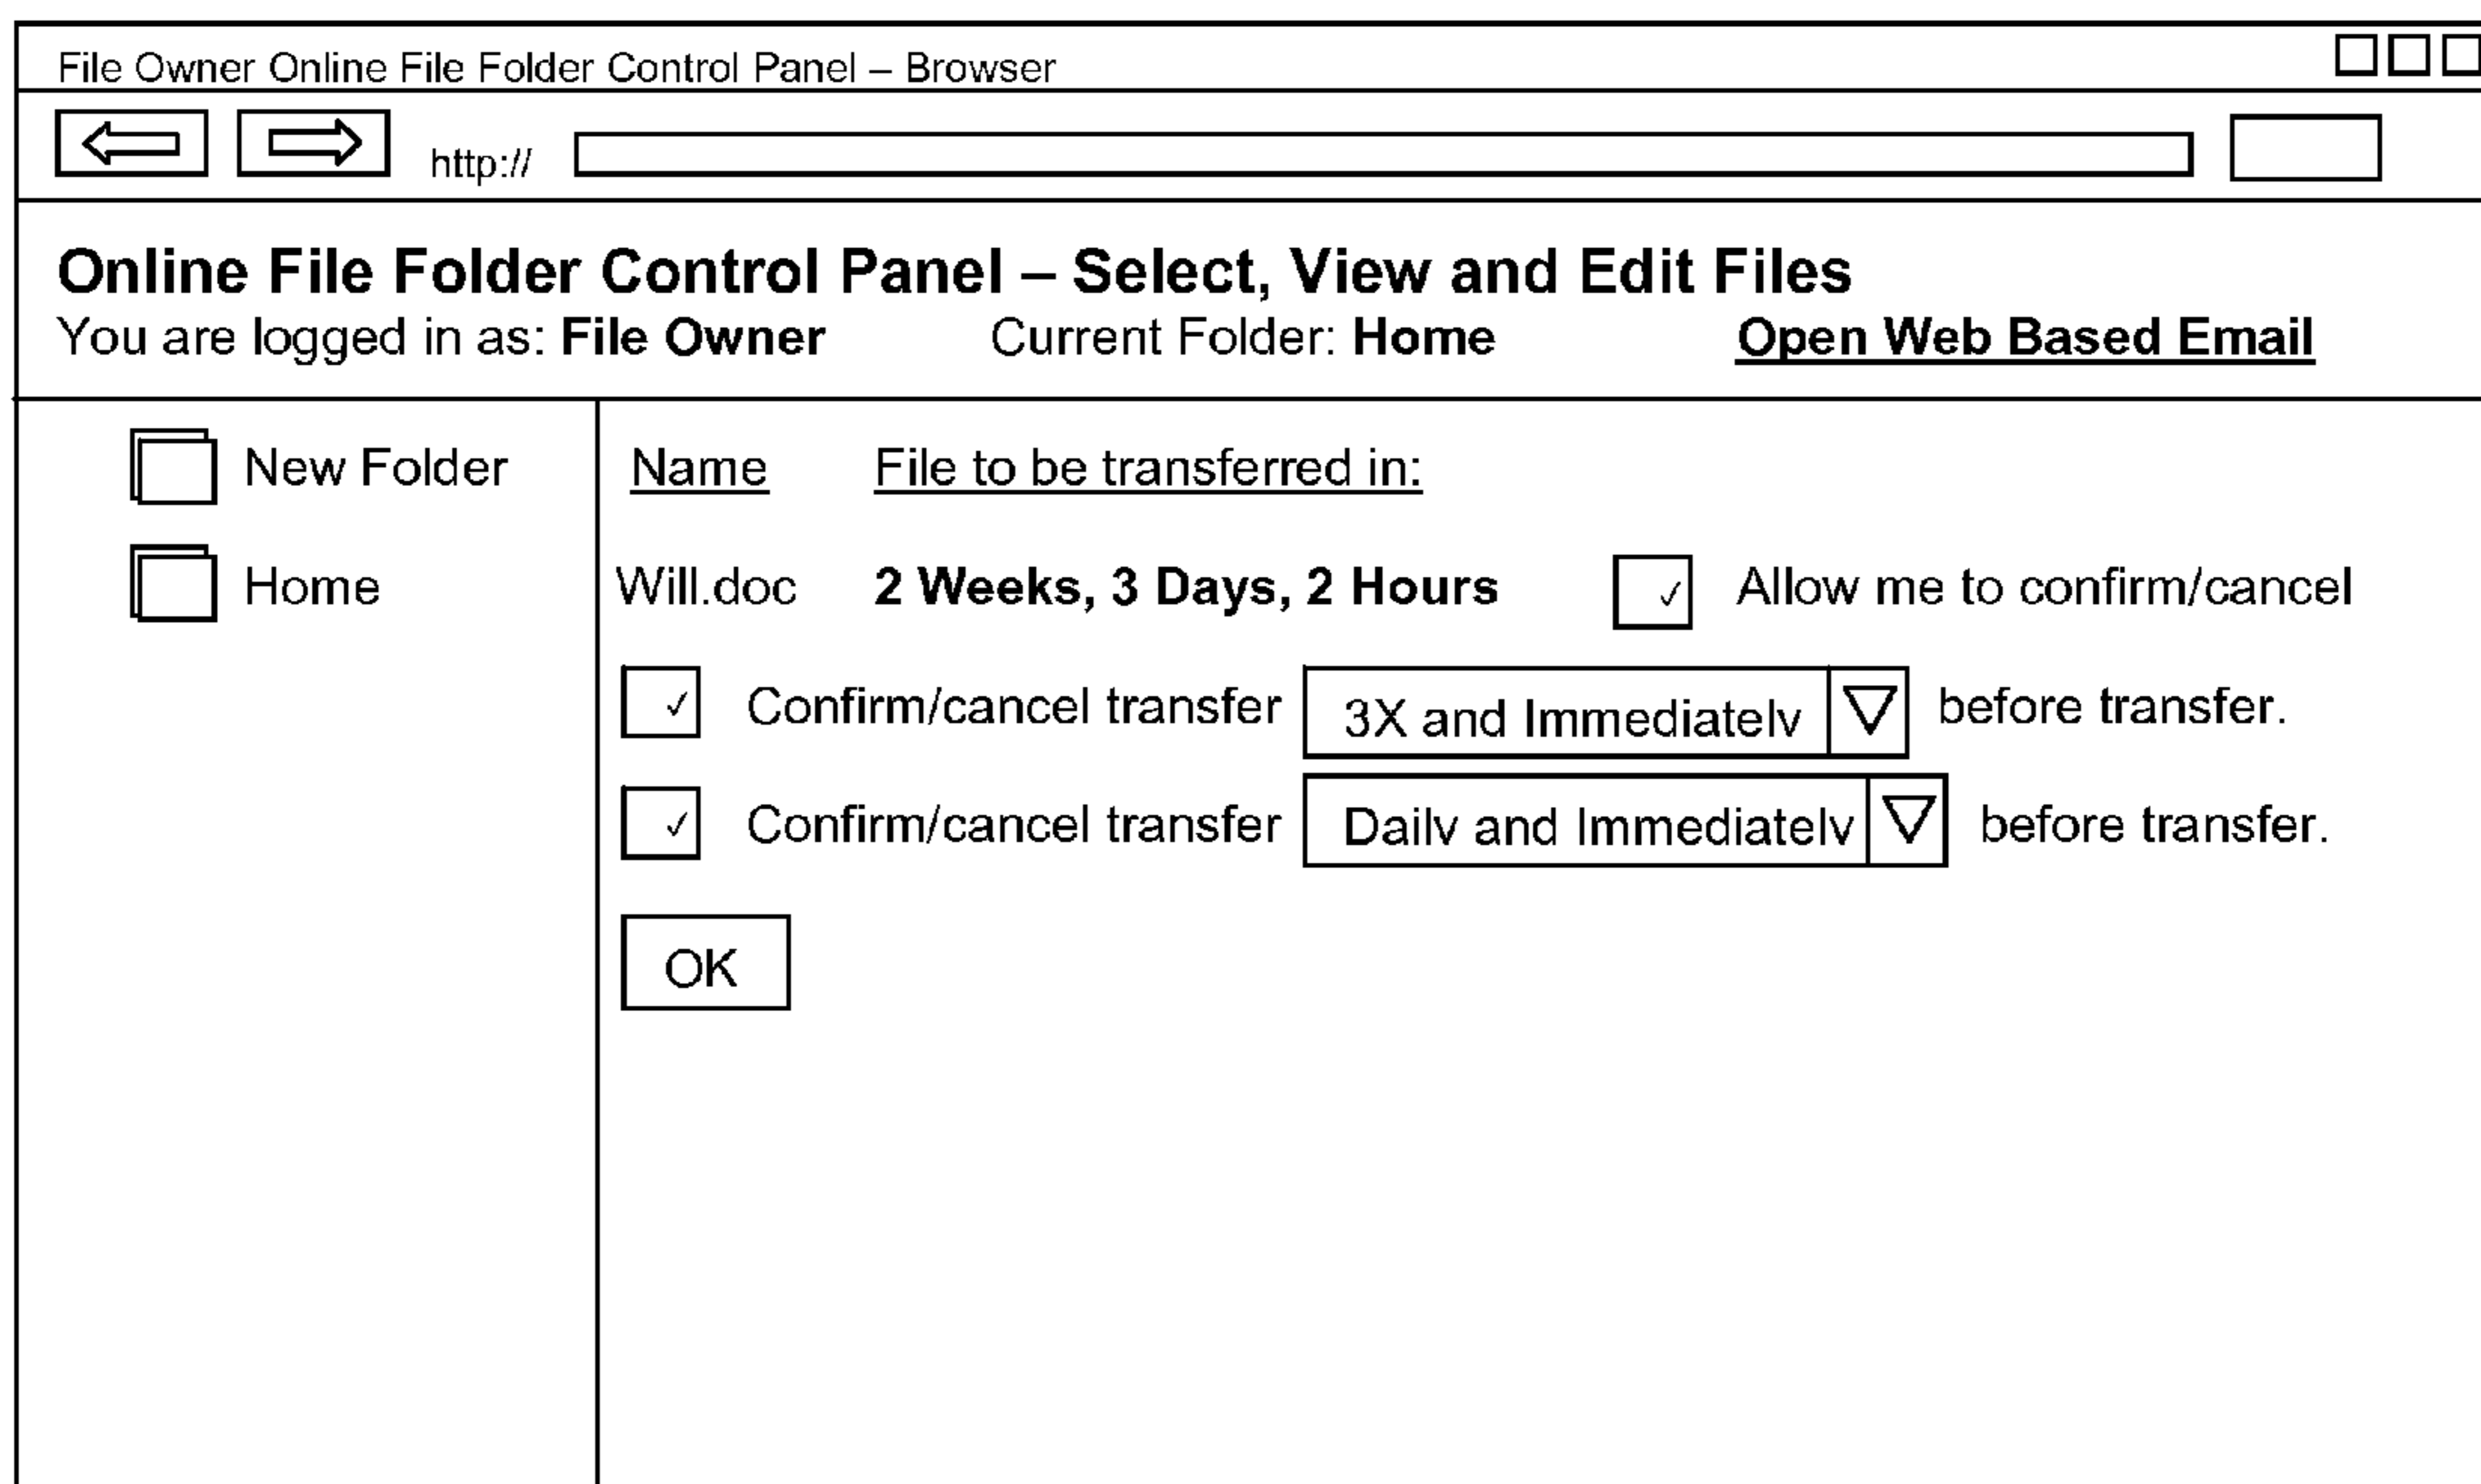 File Owner Online File Folder Control Panel – Browser
http://
Online File Folder Control Panel – Select, View and Edit Files
You are logged in as: File Owner Current Folder: Home Open Web Based Email
New Folder Name File to be transferred in:
Home Will.doc 2 Weeks, 3 Days, 2 Hours ✓ Allow me to confirm/cancel
✓ Confirm/cancel transfer 3X and Immediately before transfer.
✓ Confirm/cancel transfer Daily and Immediately before transfer.
OK